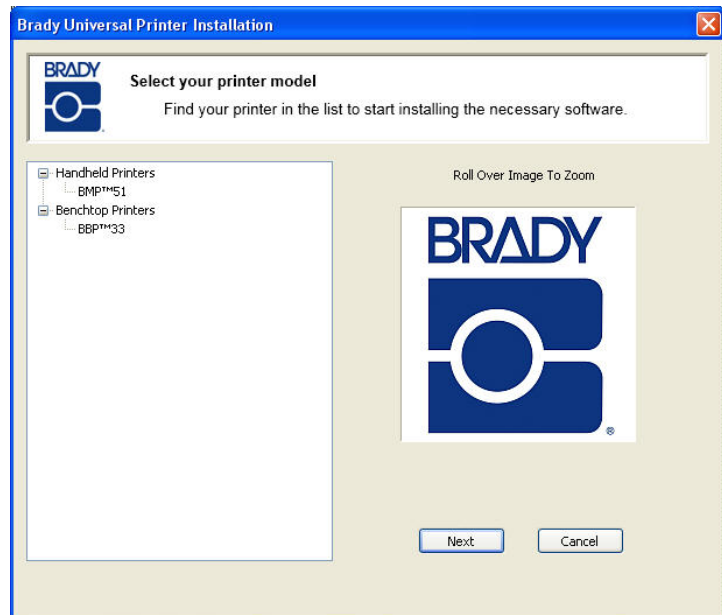 Brady Universal Printer Installation
BRADY
Select your printer model
Find your printer in the list to start installing the necessary software.
Handheld Printers
BMP™51
Benchtop Printers
BBP™33
Roll Over Image To Zoom
BRADY
®
Next
Cancel